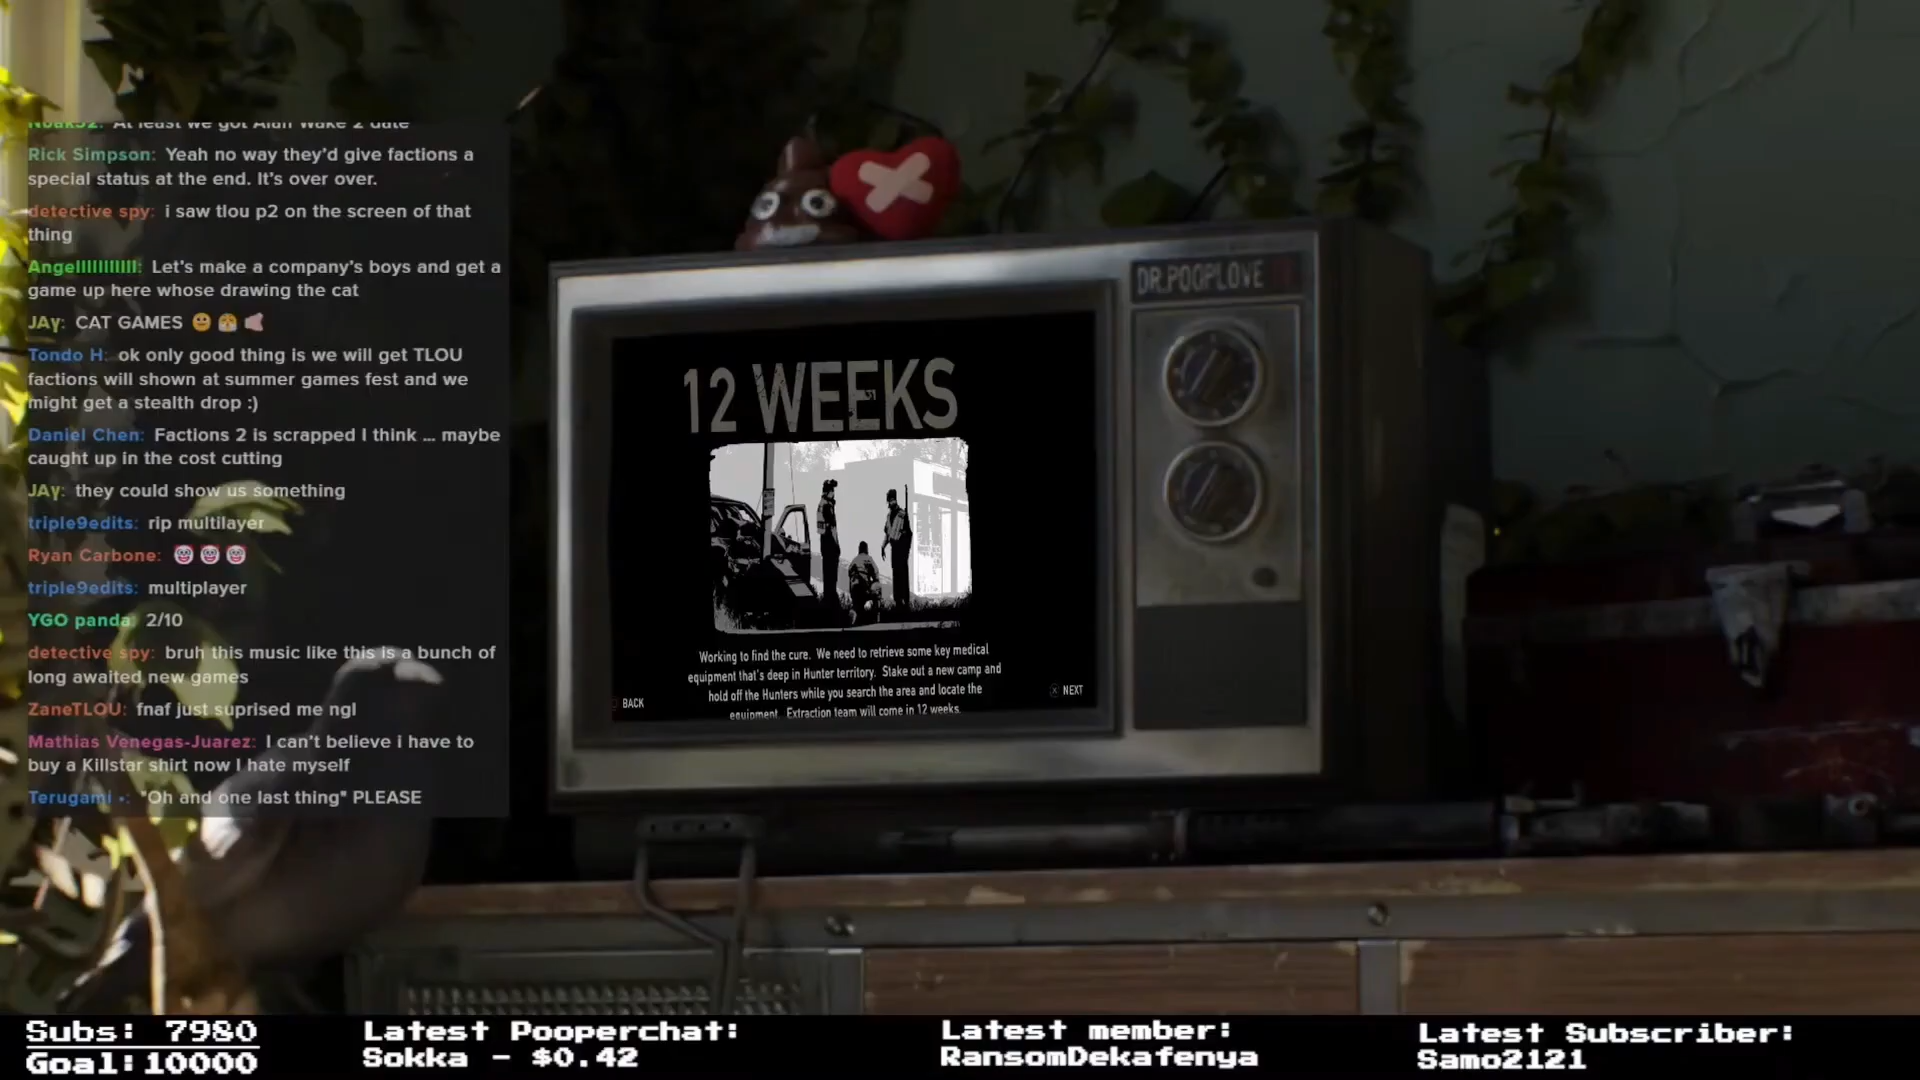 Noak52: At least we got Alan Wake 2 date
Rick Simpson: Yeah no way they'd give factions a
special status at the end. It's over over.
detective spy: i saw tlou p2 on the screen of that
thing
Angelllllllllll: Let's make a company's boys and get a
game up here whose drawing the cat
JAy: CAT GAMES
Tondo H: ok only good thing is we will get TLOU
factions will shown at summer games fest and we
might get a stealth drop :)
Daniel Chen: Factions 2 is scrapped I think ... maybe
caught up in the cost cutting
JAy: they could show us something
triple9edits: rip multilayer
Ryan Carbone:
triple9edits: multiplayer
YGO panda: 2/10
detective spy: bruh this music like this is a bunch of
long awaited new games
ZaneTLOU: fnaf just suprised me ngl
Mathias Venegas-Juarez: I can't believe i have to
buy a Killstar shirt now I hate myself
Terugami •: "Oh and one last thing" PLEASE
DR.POOPLOVE
12 WEEKS
Working to find the cure. We need to retrieve some key medical
equipment that's deep in Hunter territory. Stake out a new camp and
hold off the Hunters while you search the area and locate the
equipment. Extraction team will come in 12 weeks.
BACK
NEXT
Subs: 7980
Goal:10000
Latest Pooperchat:
Sokka - $0.42
Latest member:
RansomDekafenya
Latest Subscriber:
Samo2121